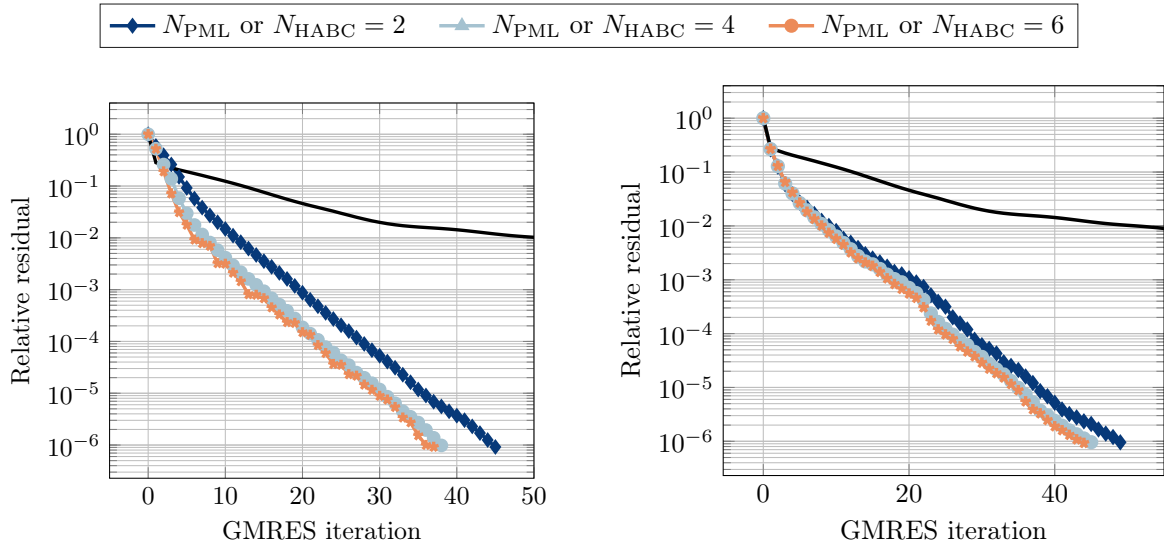 N_PML or N_HABC = 2 N_PML or N_HABC = 4 N_PML or N_HABC = 6
Relative residual
10^0
10^−1
10^−2
10^−3
10^−4
10^−5
10^−6
0 10 20 30 40 50
GMRES iteration
Relative residual
10^0
10^−1
10^−2
10^−3
10^−4
10^−5
10^−6
0 20 40
GMRES iteration